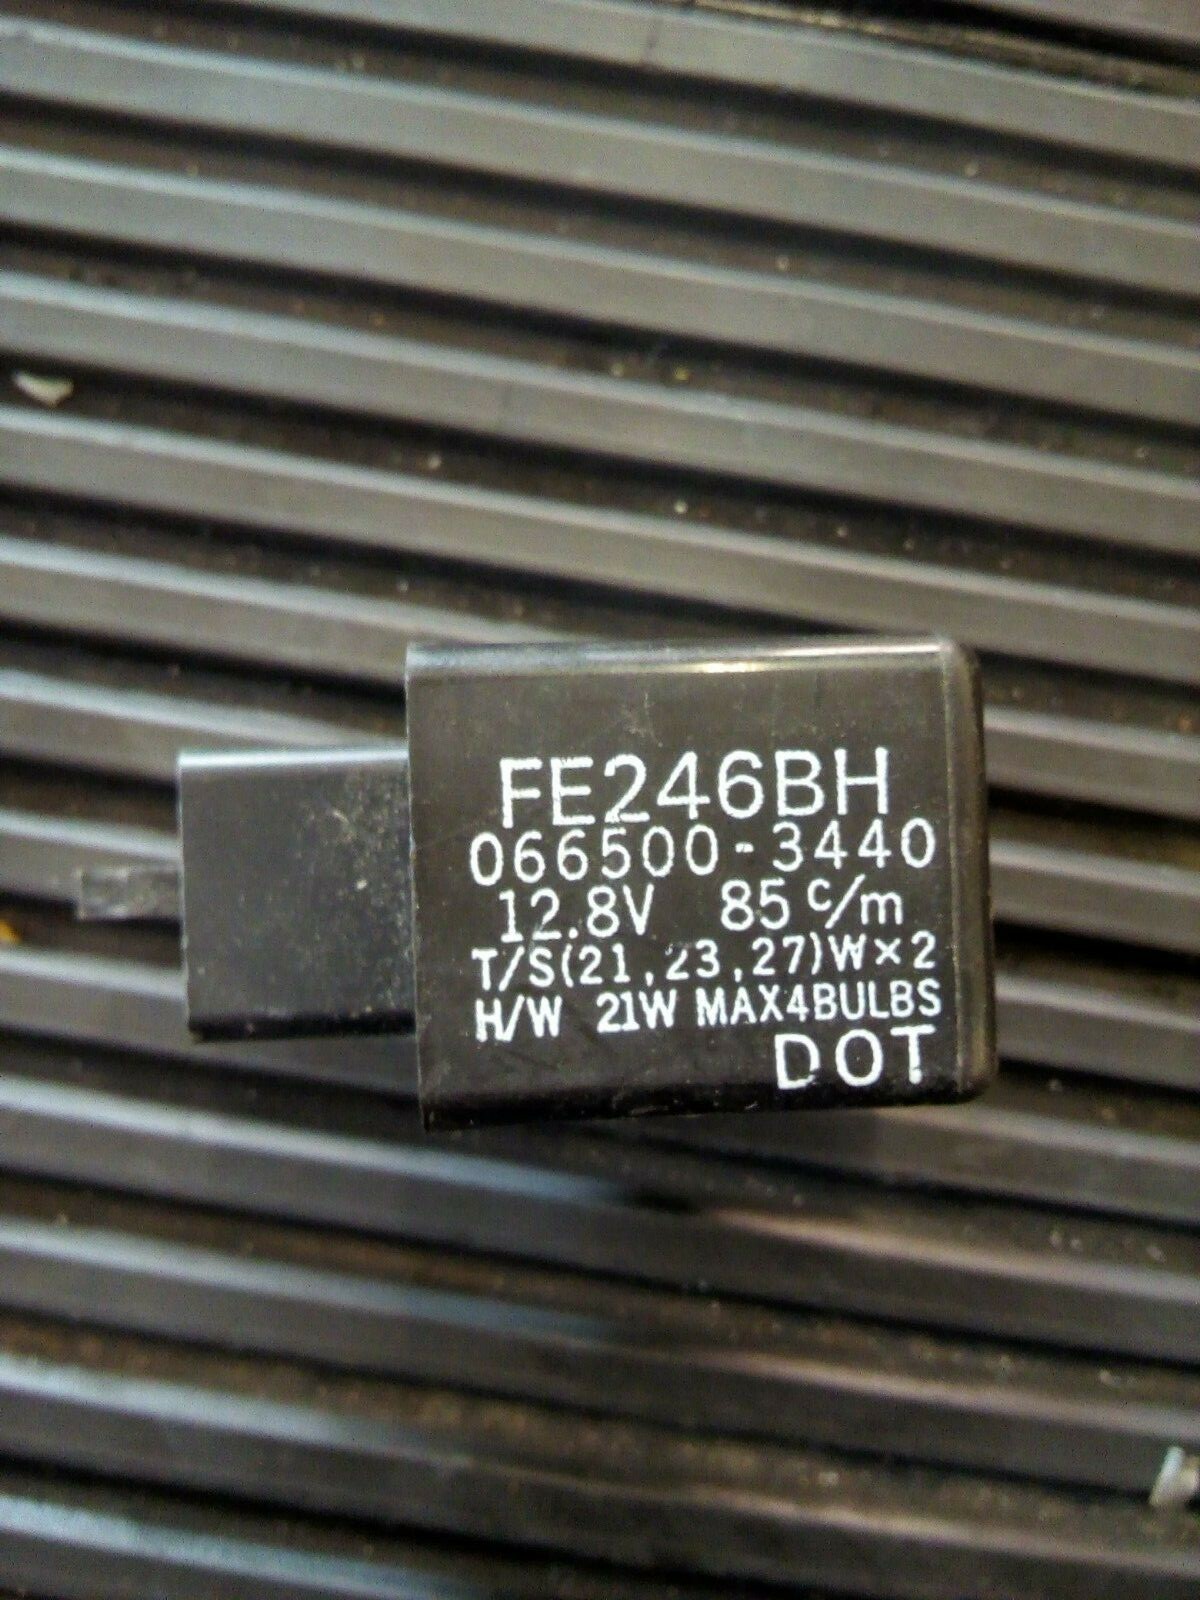 FE246BH
066500-3440
12.8V 85 c/m
T/S(21,23,27)W×2
H/W 21W MAX4BULBS
DOT